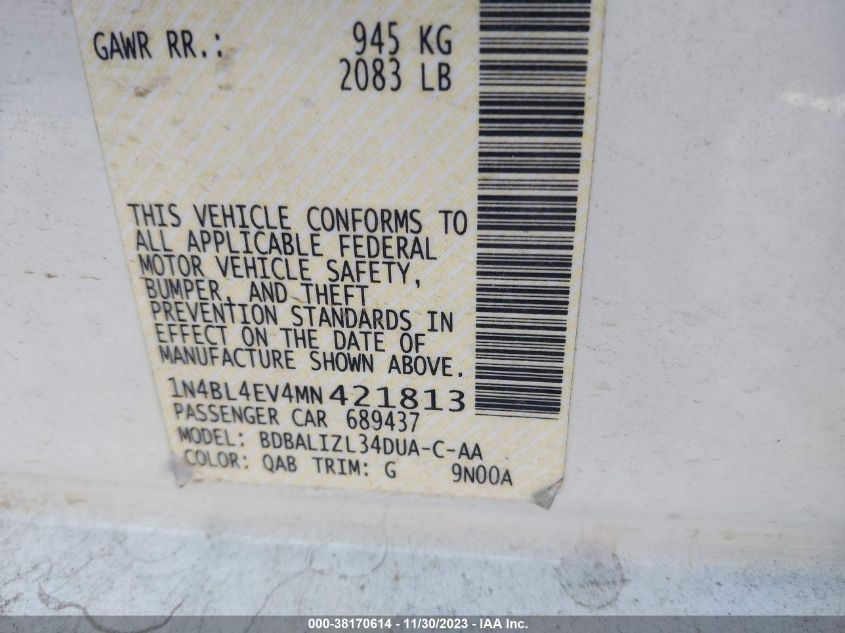 GAWR RR.: 945 KG
2083 LB
THIS VEHICLE CONFORMS TO
ALL APPLICABLE FEDERAL
MOTOR VEHICLE SAFETY,
BUMPER, AND THEFT
PREVENTION STANDARDS IN
EFFECT ON THE DATE OF
MANUFACTURE SHOWN ABOVE.
1N4BL4EV4MN421813
PASSENGER CAR 689437
MODEL: BDBALIZL34DUA-C-AA
COLOR: QAB TRIM: G 9N00A
000-38170614 - 11/30/2023 - IAA Inc.